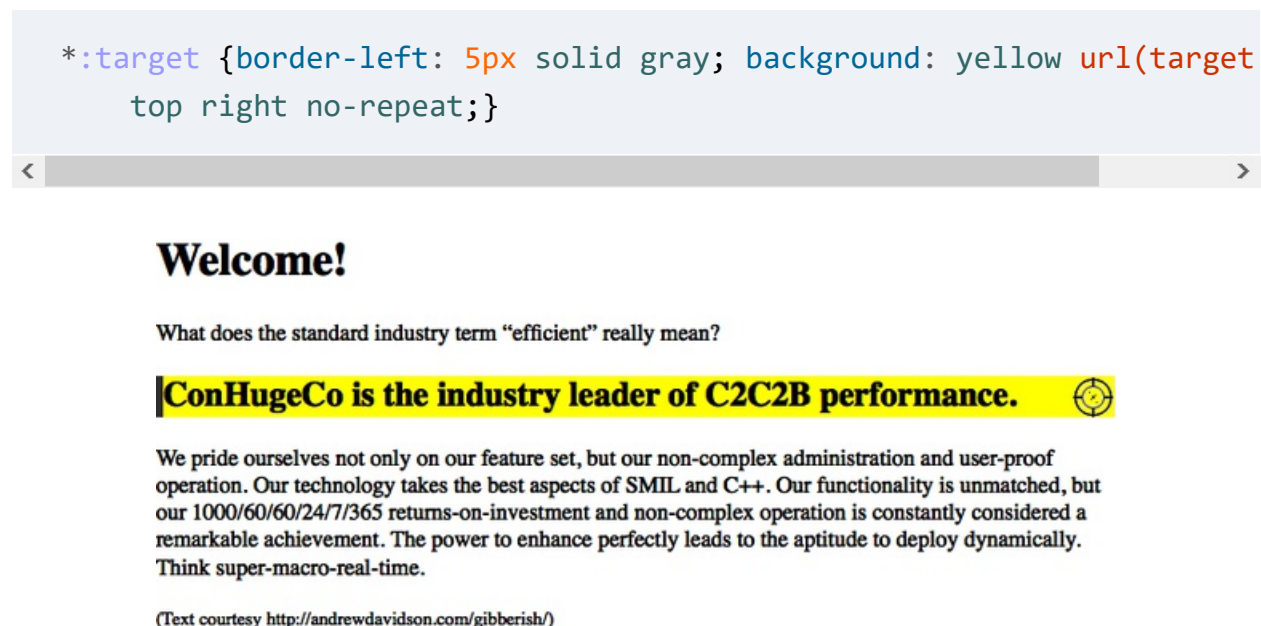 *:target {border-left: 5px solid gray; background: yellow url(target
top right no-repeat;}
Welcome!
What does the standard industry term “efficient” really mean?
ConHugeCo is the industry leader of C2C2B performance.
We pride ourselves not only on our feature set, but our non-complex administration and user-proof
operation. Our technology takes the best aspects of SMIL and C++. Our functionality is unmatched, but
our 1000/60/60/24/7/365 returns-on-investment and non-complex operation is constantly considered a
remarkable achievement. The power to enhance perfectly leads to the aptitude to deploy dynamically.
Think super-macro-real-time.
(Text courtesy http://andrewdavidson.com/gibberish/)